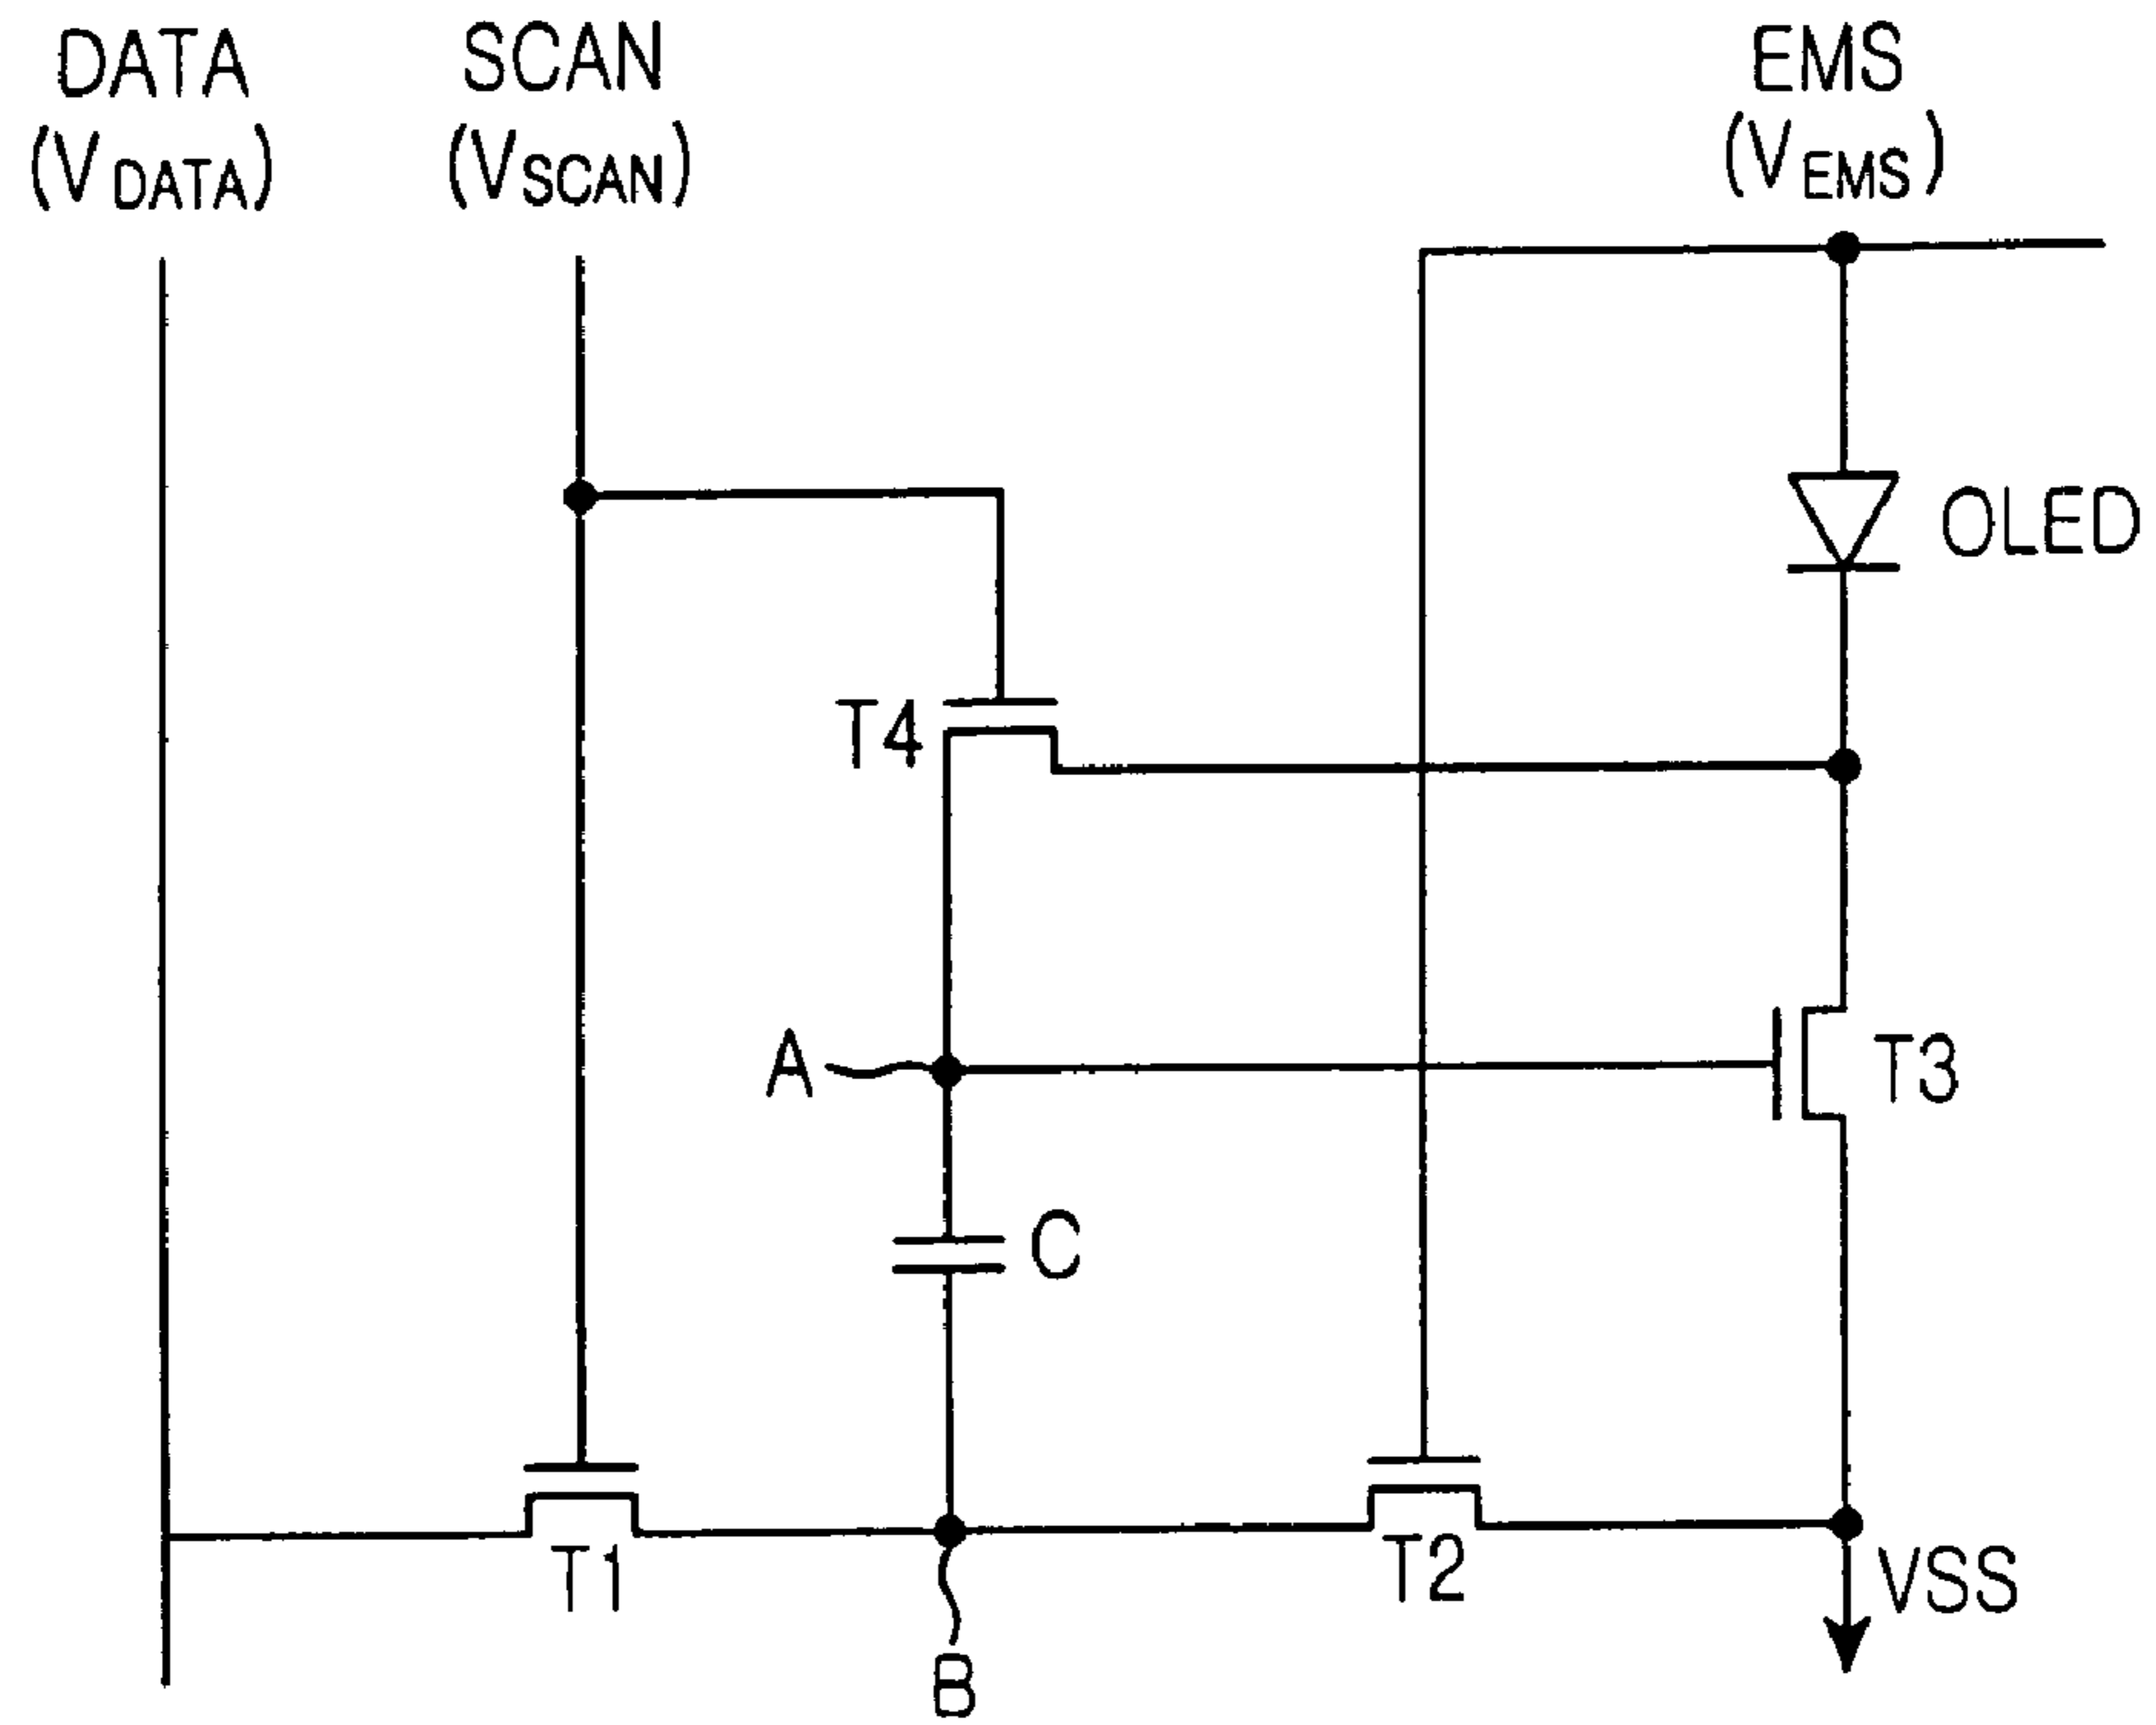 DATA
(VDATA)
SCAN
(VSCAN)
EMS
(VEMS)
OLED
T4
A
T3
C
T1
T2
VSS
B